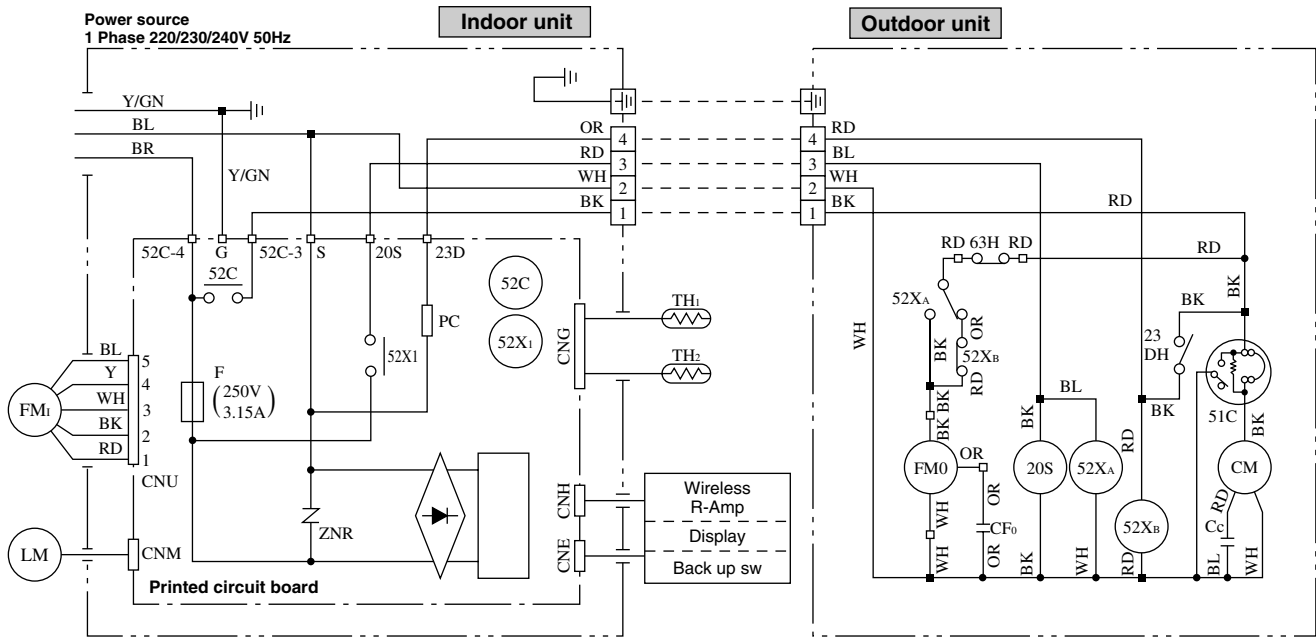 Power source
1 Phase 220/230/240V 50Hz
Indoor unit
Outdoor unit
Y/GN
BL
BR
Y/GN
OR
RD
WH
BK
4
3
2
1
4
3
2
1
RD
BL
WH
BK
RD
52C-4
G
52C-3
S
20S
23D
52C
52C
52X1
PC
52X1
F
(250V
3.15A)
CNG
TH1
TH2
BL
Y
WH
BK
RD
5
4
3
2
1
FMI
CNU
ZNR
LM
CNM
Printed circuit board
CNH
CNE
Wireless
R-Amp
Display
Back up sw
RD
63H
RD
RD
52XA
OR
BK
52XB
RD
BK
BK
BK
WH
BK
BK
23
DH
BK
51C
BK
BL
BK
RD
FM0
OR
OR
CF0
OR
WH
WH
20S
BK
52XA
WH
52XB
RD
CM
RD
Cc
BL
WH